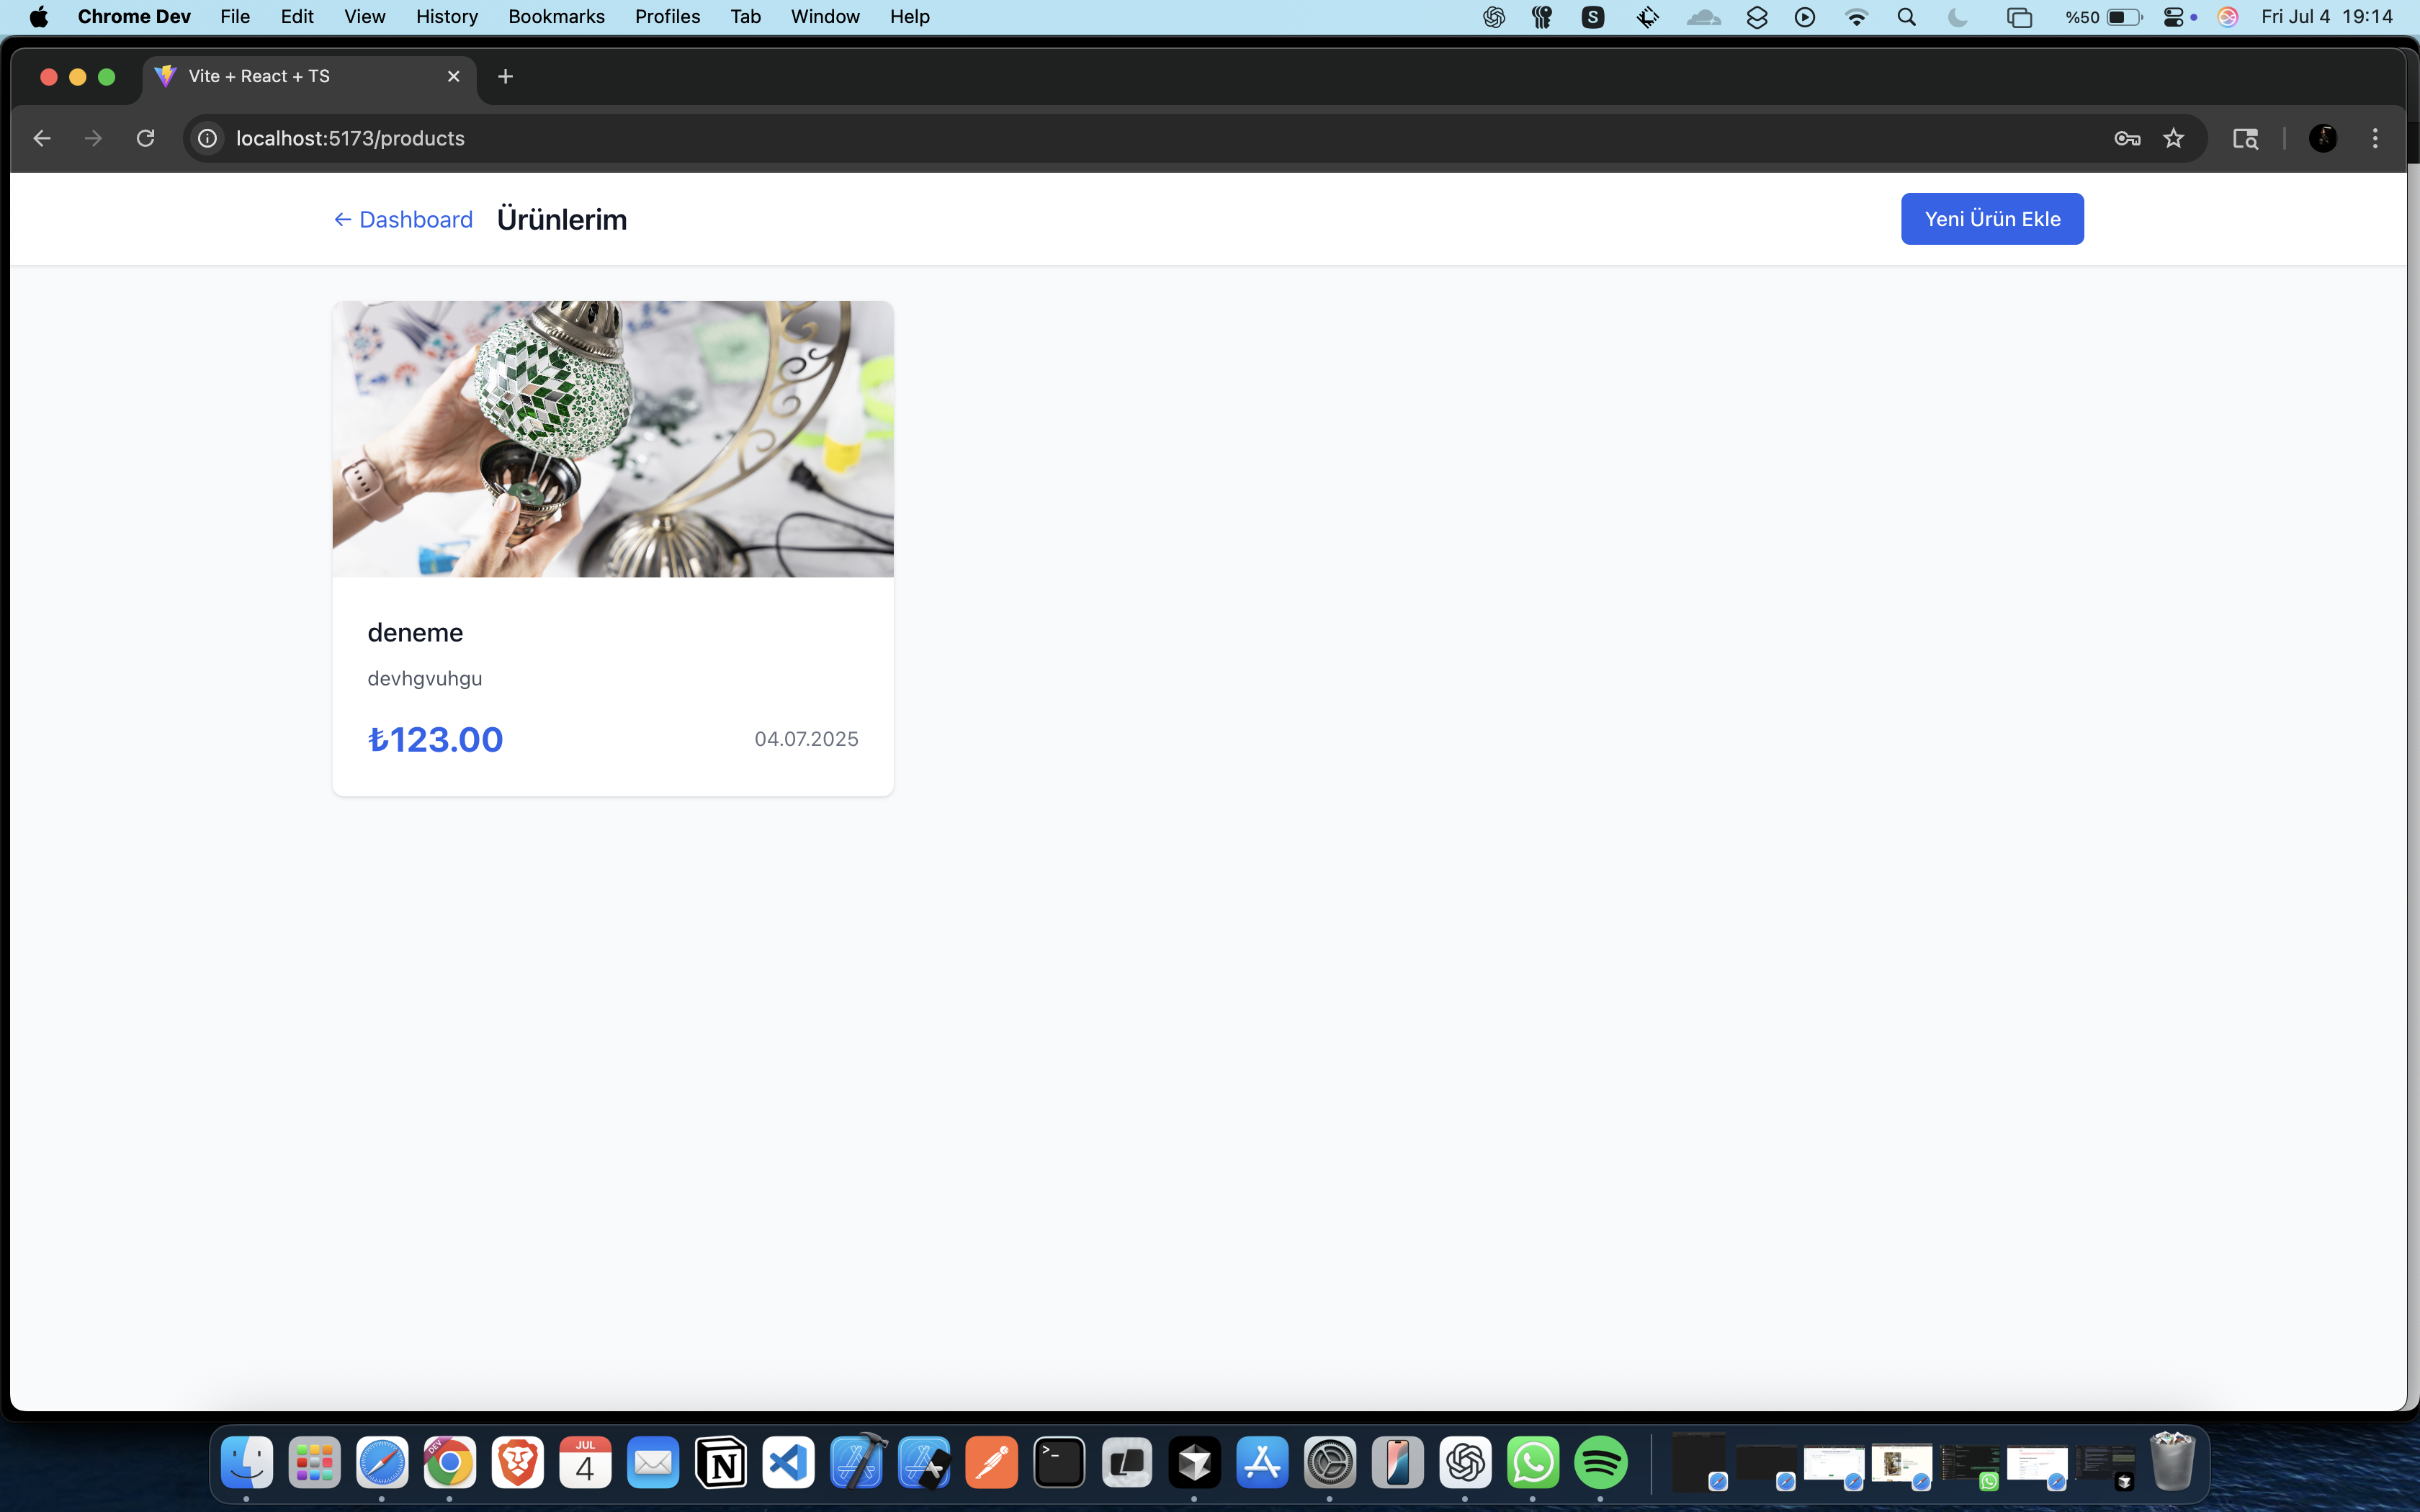 Chrome Dev File Edit View History Bookmarks Profiles Tab Window Help %50 Fri Jul 4 19:14
Vite + React + TS
localhost:5173/products
← Dashboard Ürünlerim Yeni Ürün Ekle
deneme
devhgvuhgu
₺123.00 04.07.2025
JUL
4
DEV